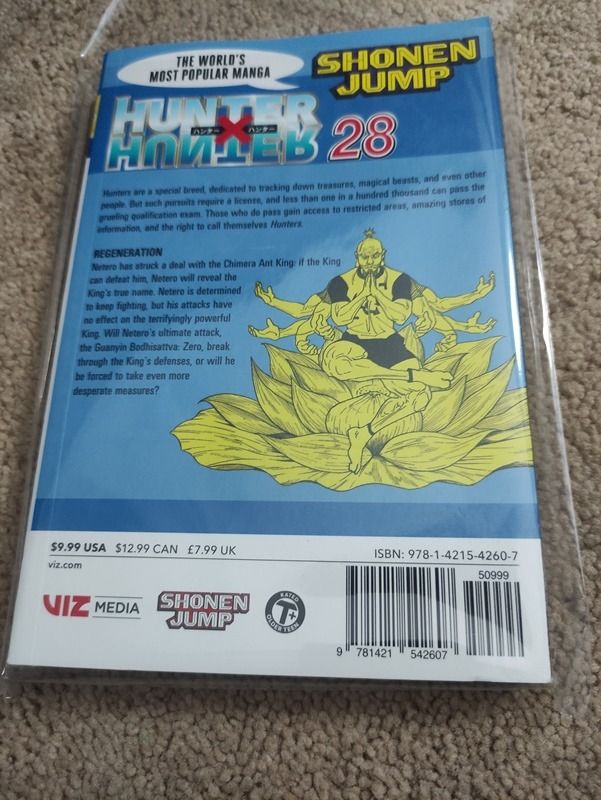 THE WORLD'S
MOST POPULAR MANGA
SHONEN
JUMP
HUNTER
ハンター × ハンター
HUNTER
28
Hunters are a special breed, dedicated to tracking down treasures, magical beasts, and even other
people. But such pursuits require a license, and less than one in a hundred thousand can pass the
grueling qualification exam. Those who do pass gain access to restricted areas, amazing stores of
information, and the right to call themselves Hunters.
REGENERATION
Netero has struck a deal with the Chimera Ant King: if the King
can defeat him, Netero will reveal the
King's true name. Netero is determined
to keep fighting, but his attacks have
no effect on the terrifyingly powerful
King. Will Netero's ultimate attack,
the Guanyin Bodhisattva: Zero, break
through the King's defenses, or will he
be forced to take even more
desperate measures?
$9.99 USA $12.99 CAN £7.99 UK
ISBN: 978-1-4215-4260-7
viz.com
50999
VIZ MEDIA
SHONEN
JUMP
RATED
T+
OLDER TEEN
9 781421 542607